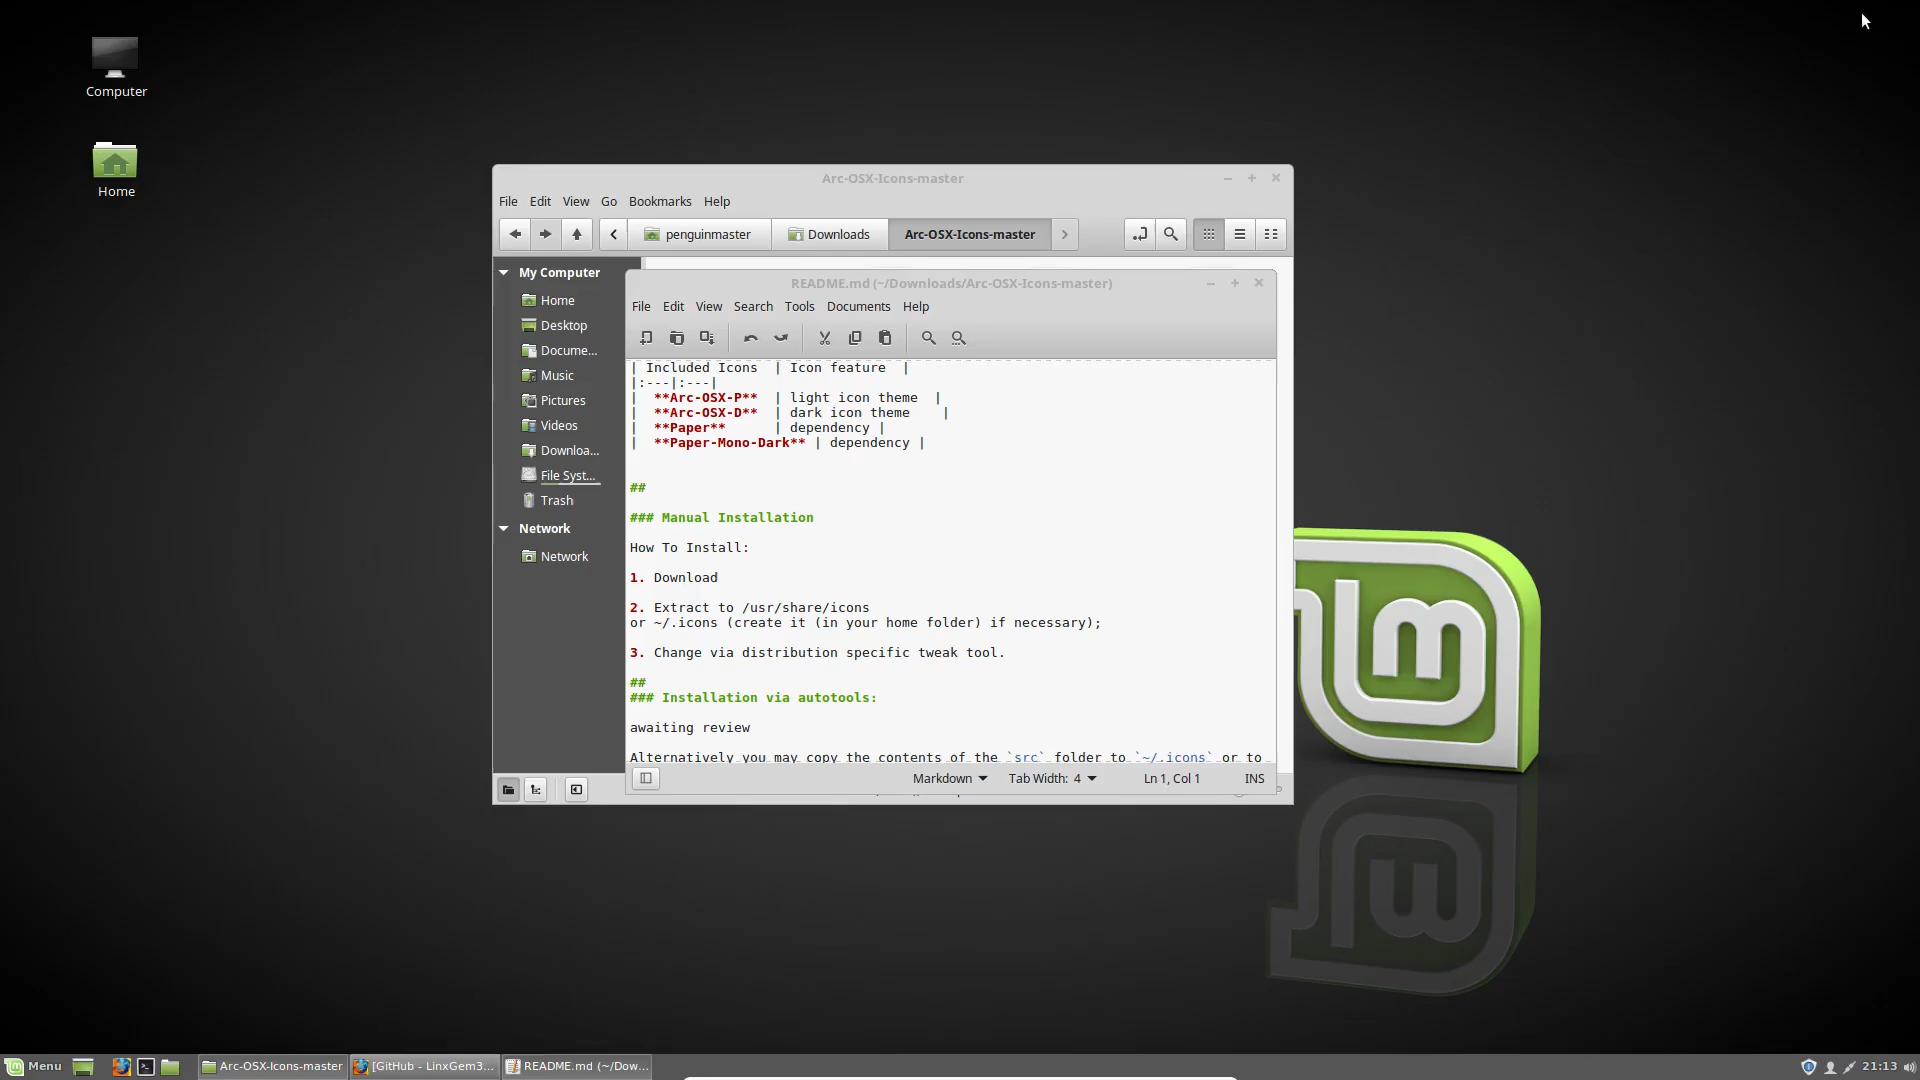 Computer
Home
Arc-OSX-Icons-master
File Edit View Go Bookmarks Help
penguinmaster Downloads Arc-OSX-Icons-master
My Computer
Home
Desktop
Docume...
Music
Pictures
Videos
Downloa...
File Syst...
Trash
Network
Network
README.md (~/Downloads/Arc-OSX-Icons-master)
File Edit View Search Tools Documents Help
| Included Icons | Icon feature |
|:---|:---|
| **Arc-OSX-P** | light icon theme |
| **Arc-OSX-D** | dark icon theme |
| **Paper** | dependency |
| **Paper-Mono-Dark** | dependency |
##
### Manual Installation
How To Install:
1. Download
2. Extract to /usr/share/icons
or ~/.icons (create it (in your home folder) if necessary);
3. Change via distribution specific tweak tool.
##
### Installation via autotools:
awaiting review
Alternatively you may copy the contents of the `src` folder to `~/.icons` or to
Markdown Tab Width: 4 Ln 1, Col 1 INS
lm
Menu Arc-OSX-Icons-master [GitHub - LinxGem3... README.md (~/Dow... 21:13